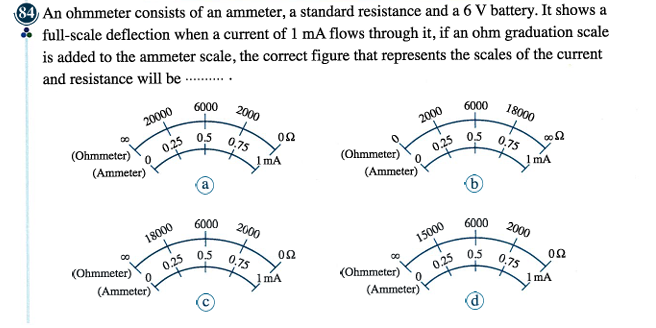 84 An ohmmeter consists of an ammeter, a standard resistance and a 6 V battery. It shows a
full-scale deflection when a current of 1 mA flows through it, if an ohm graduation scale
is added to the ammeter scale, the correct figure that represents the scales of the current
and resistance will be .......... .
∞ 20000 6000 2000 0Ω
(Ohmmeter)
0 0.25 0.5 0.75 1 mA
(Ammeter)
a
0 2000 6000 18000 ∞Ω
(Ohmmeter)
0 0.25 0.5 0.75 1 mA
(Ammeter)
b
∞ 18000 6000 2000 0Ω
(Ohmmeter)
0 0.25 0.5 0.75 1 mA
(Ammeter)
c
∞ 15000 6000 2000 0Ω
(Ohmmeter)
0 0.25 0.5 0.75 1 mA
(Ammeter)
d